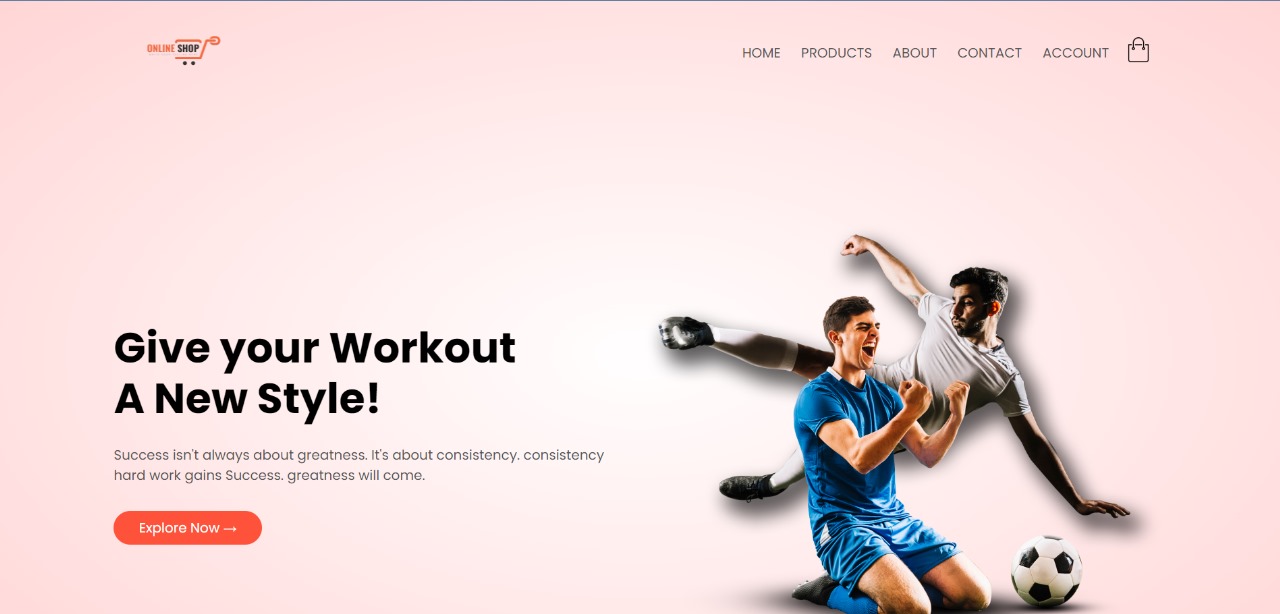 ONLINE SHOP
HOME PRODUCTS ABOUT CONTACT ACCOUNT
Give your Workout
A New Style!
Success isn't always about greatness. It's about consistency. consistency
hard work gains Success. greatness will come.
Explore Now →